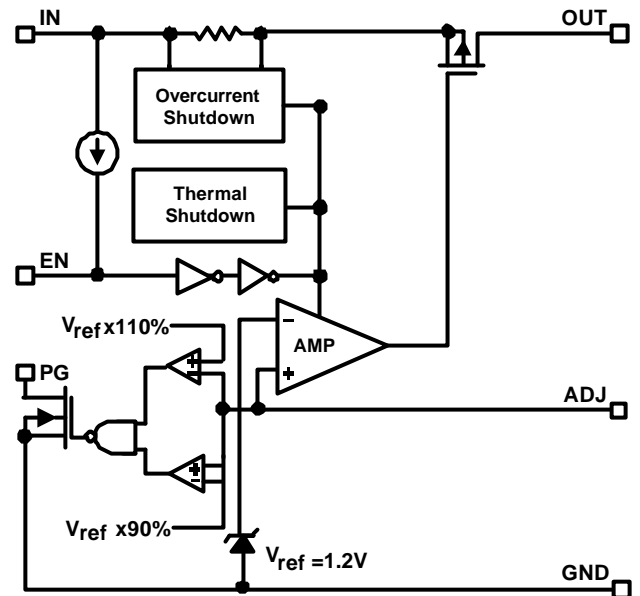 IN
OUT
Overcurrent
Shutdown
Thermal
Shutdown
EN
Vref x110%
−
AMP
+
PG
+
−
ADJ
+
−
Vref x90%
Vref =1.2V
GND